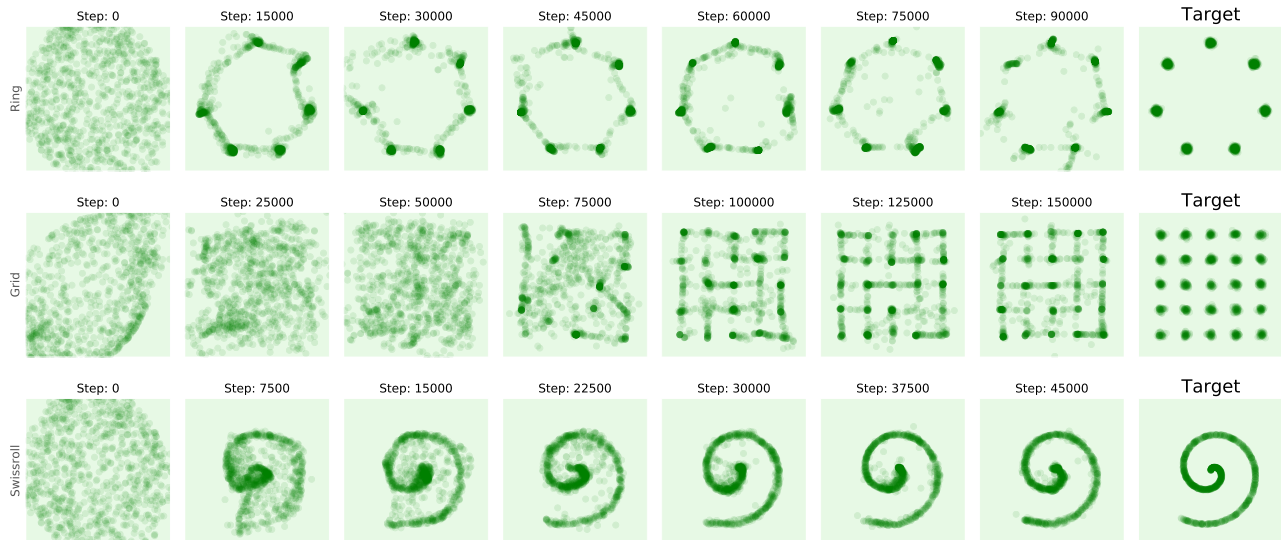 Step: 0 Step: 15000 Step: 30000 Step: 45000 Step: 60000 Step: 75000 Step: 90000 Target
Ring
Step: 0 Step: 25000 Step: 50000 Step: 75000 Step: 100000 Step: 125000 Step: 150000 Target
Grid
Step: 0 Step: 7500 Step: 15000 Step: 22500 Step: 30000 Step: 37500 Step: 45000 Target
Swissroll